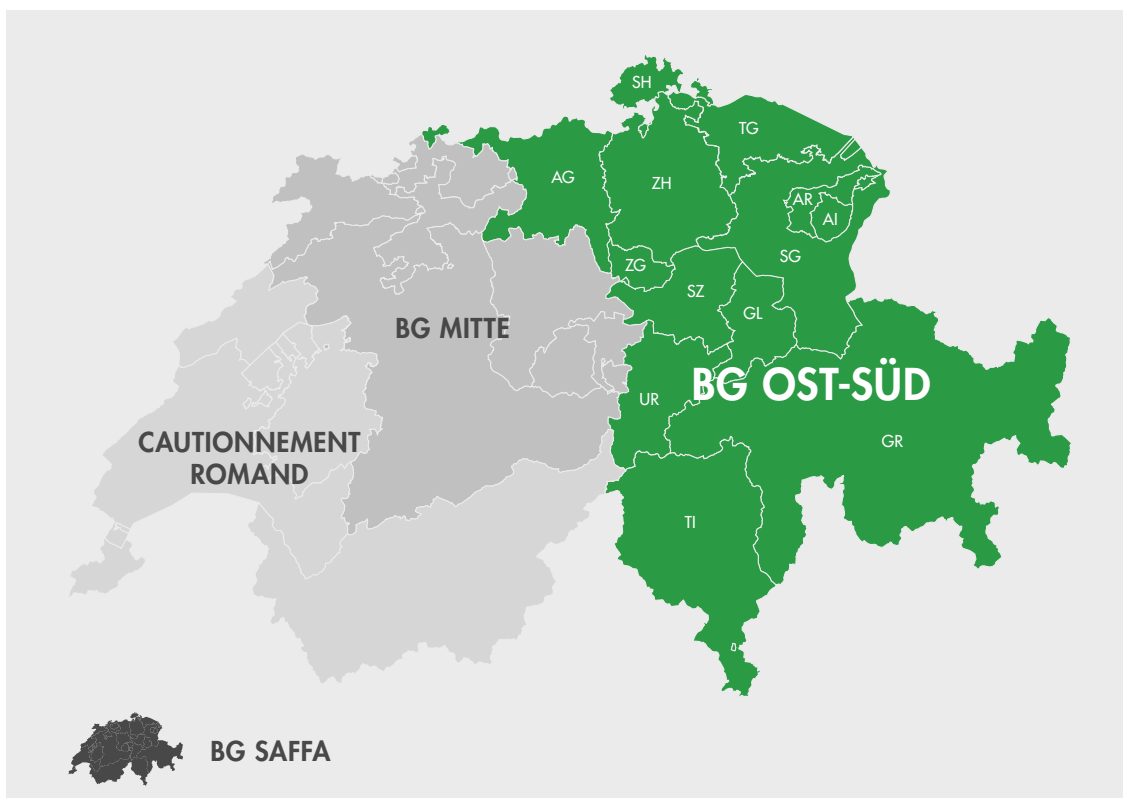 SH
TG
AG
ZH
AR
AI
ZG
SG
SZ
GL
BG MITTE
BG OST-SÜD
UR
CAUTIONNEMENT
ROMAND
GR
TI
BG SAFFA